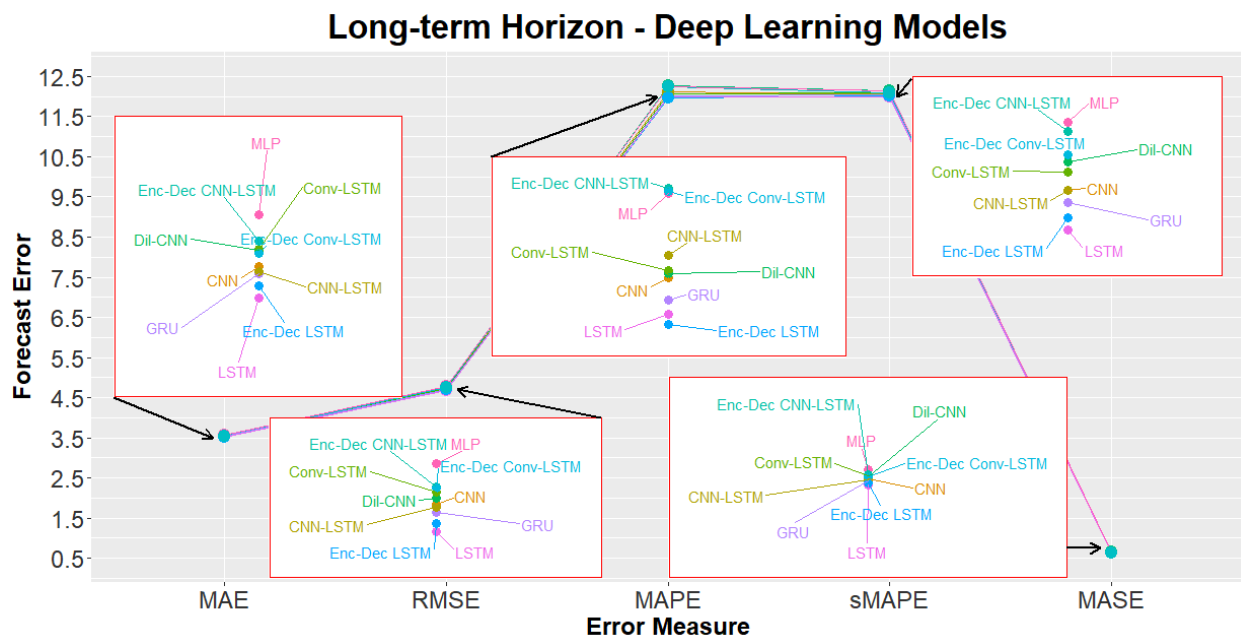 Long-term Horizon - Deep Learning Models
Forecast Error
12.5
11.5
10.5
9.5
8.5
7.5
6.5
5.5
4.5
3.5
2.5
1.5
0.5
MLP
Enc-Dec CNN-LSTM
Conv-LSTM
Dil-CNN
Enc-Dec Conv-LSTM
CNN
CNN-LSTM
GRU
Enc-Dec LSTM
LSTM
Enc-Dec CNN-LSTM
MLP
Conv-LSTM
Enc-Dec Conv-LSTM
Dil-CNN
CNN
CNN-LSTM
GRU
Enc-Dec LSTM
LSTM
Enc-Dec CNN-LSTM
Enc-Dec Conv-LSTM
MLP
CNN-LSTM
Conv-LSTM
Dil-CNN
CNN
GRU
LSTM
Enc-Dec LSTM
Enc-Dec CNN-LSTM
MLP
Enc-Dec Conv-LSTM
Dil-CNN
Conv-LSTM
CNN
CNN-LSTM
GRU
Enc-Dec LSTM
LSTM
Enc-Dec CNN-LSTM
Dil-CNN
MLP
Conv-LSTM
Enc-Dec Conv-LSTM
CNN-LSTM
CNN
Enc-Dec LSTM
GRU
LSTM
MAE
RMSE
MAPE
sMAPE
MASE
Error Measure